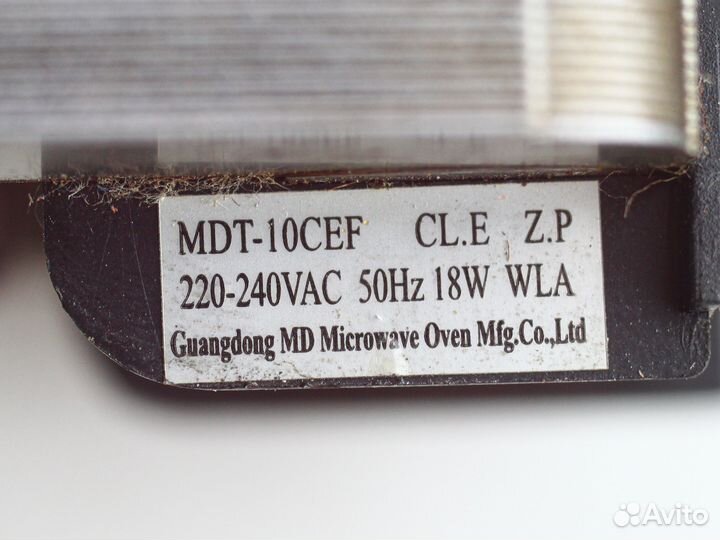 MDT-10CEF CL.E Z.P
220-240VAC 50Hz 18W WLA
Guangdong MD Microwave Oven Mfg.Co.,Ltd
Avito